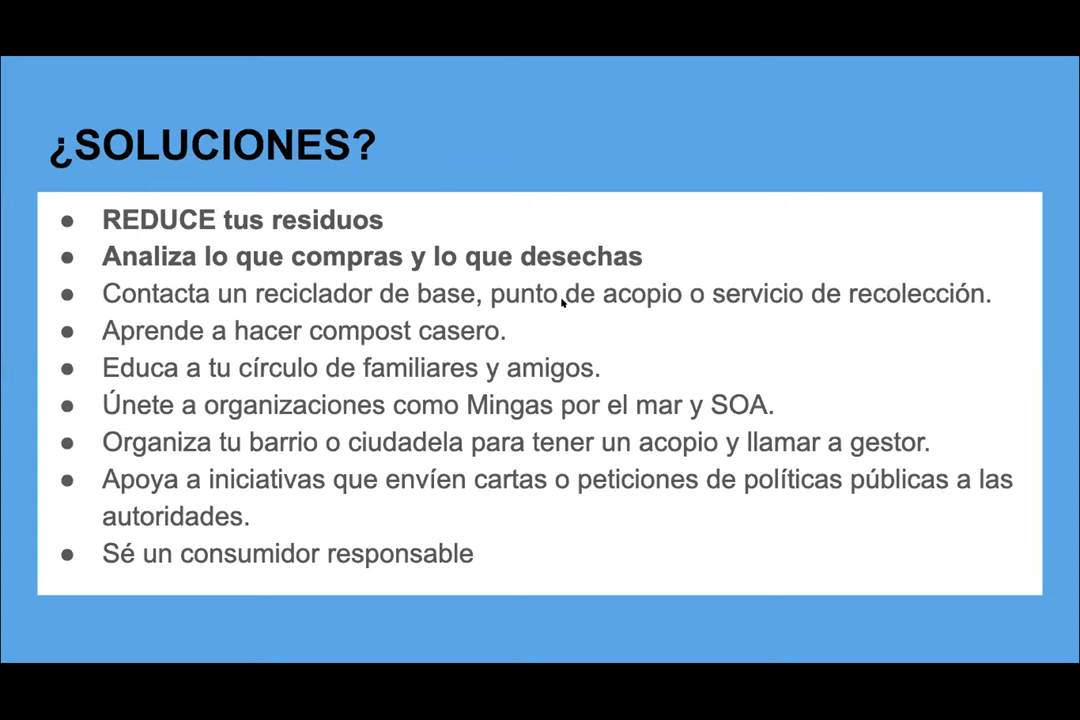 ¿SOLUCIONES?
● REDUCE tus residuos
● Analiza lo que compras y lo que desechas
● Contacta un reciclador de base, punto de acopio o servicio de recolección.
● Aprende a hacer compost casero.
● Educa a tu círculo de familiares y amigos.
● Únete a organizaciones como Mingas por el mar y SOA.
● Organiza tu barrio o ciudadela para tener un acopio y llamar a gestor.
● Apoya a iniciativas que envíen cartas o peticiones de políticas públicas a las
autoridades.
● Sé un consumidor responsable